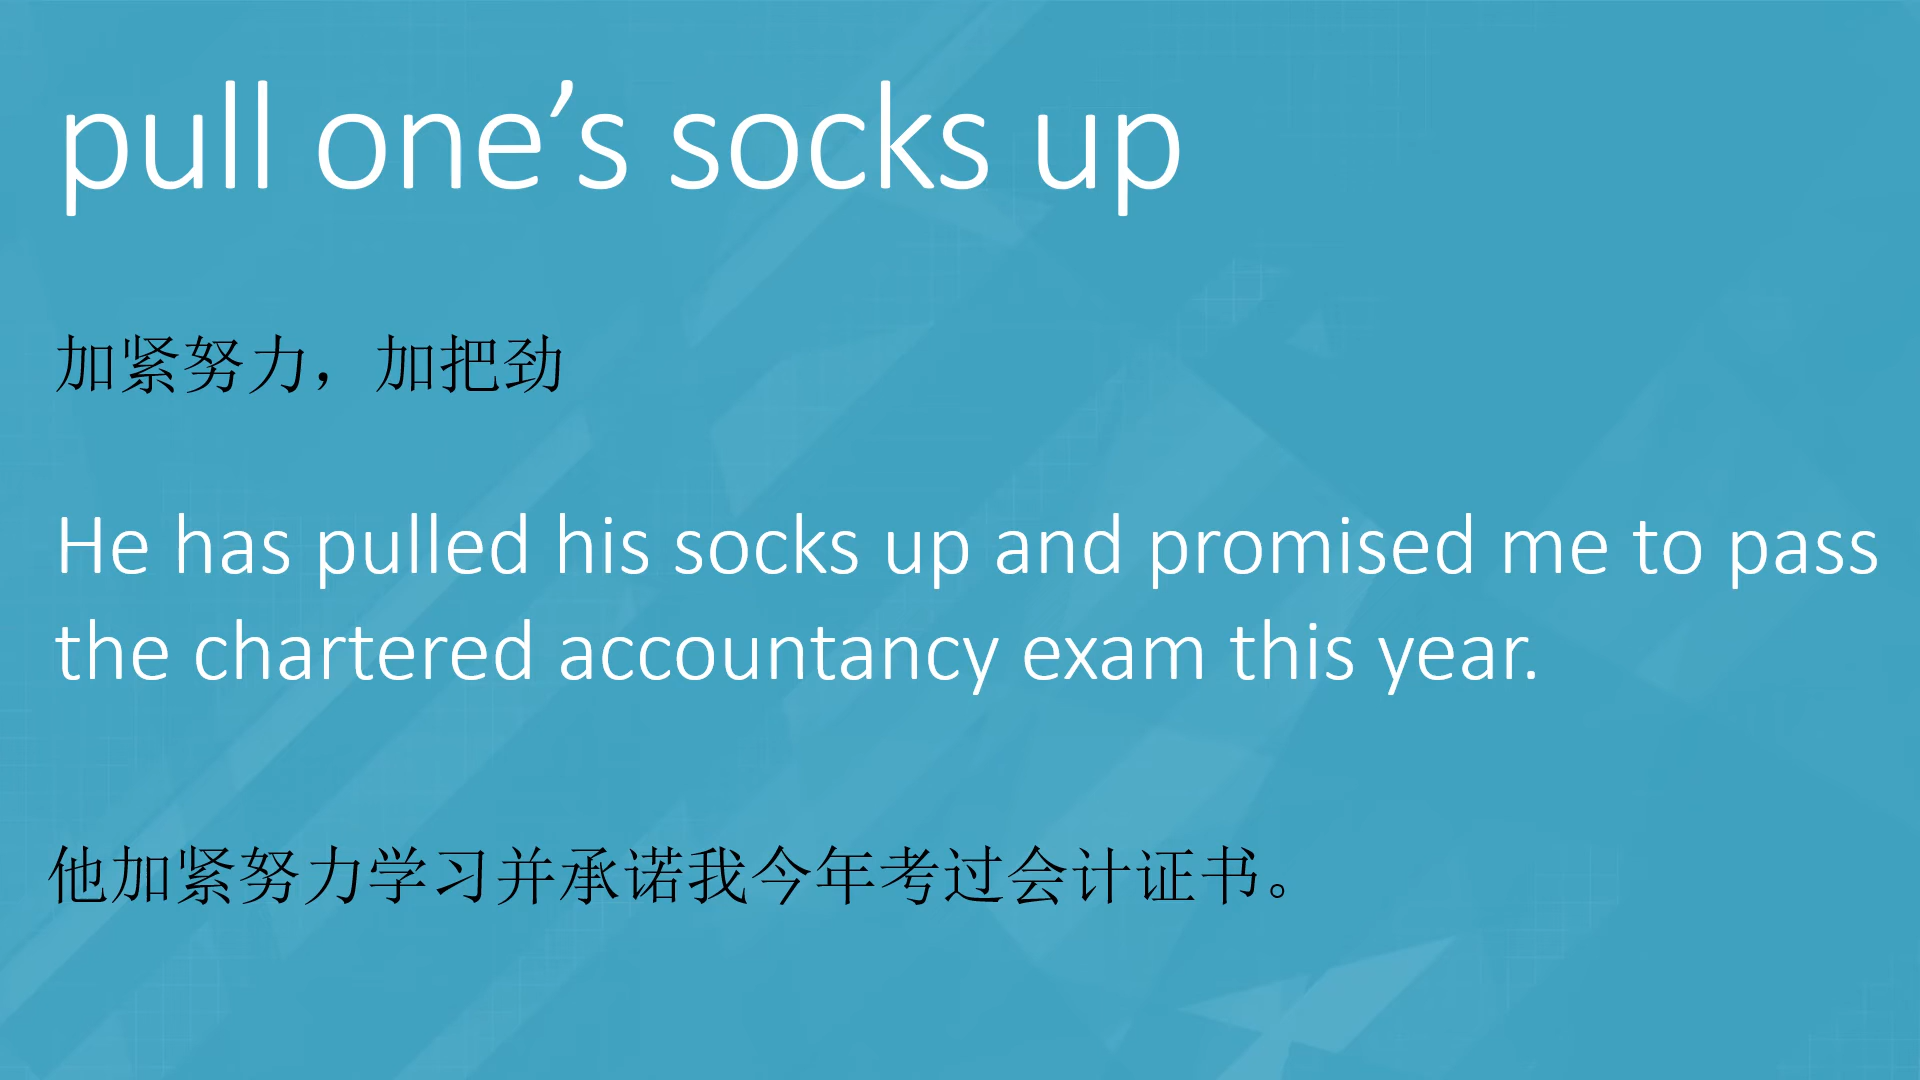 pull one’s socks up
加紧努力，加把劲
He has pulled his socks up and promised me to pass
the chartered accountancy exam this year.
他加紧努力学习并承诺我今年考过会计证书。